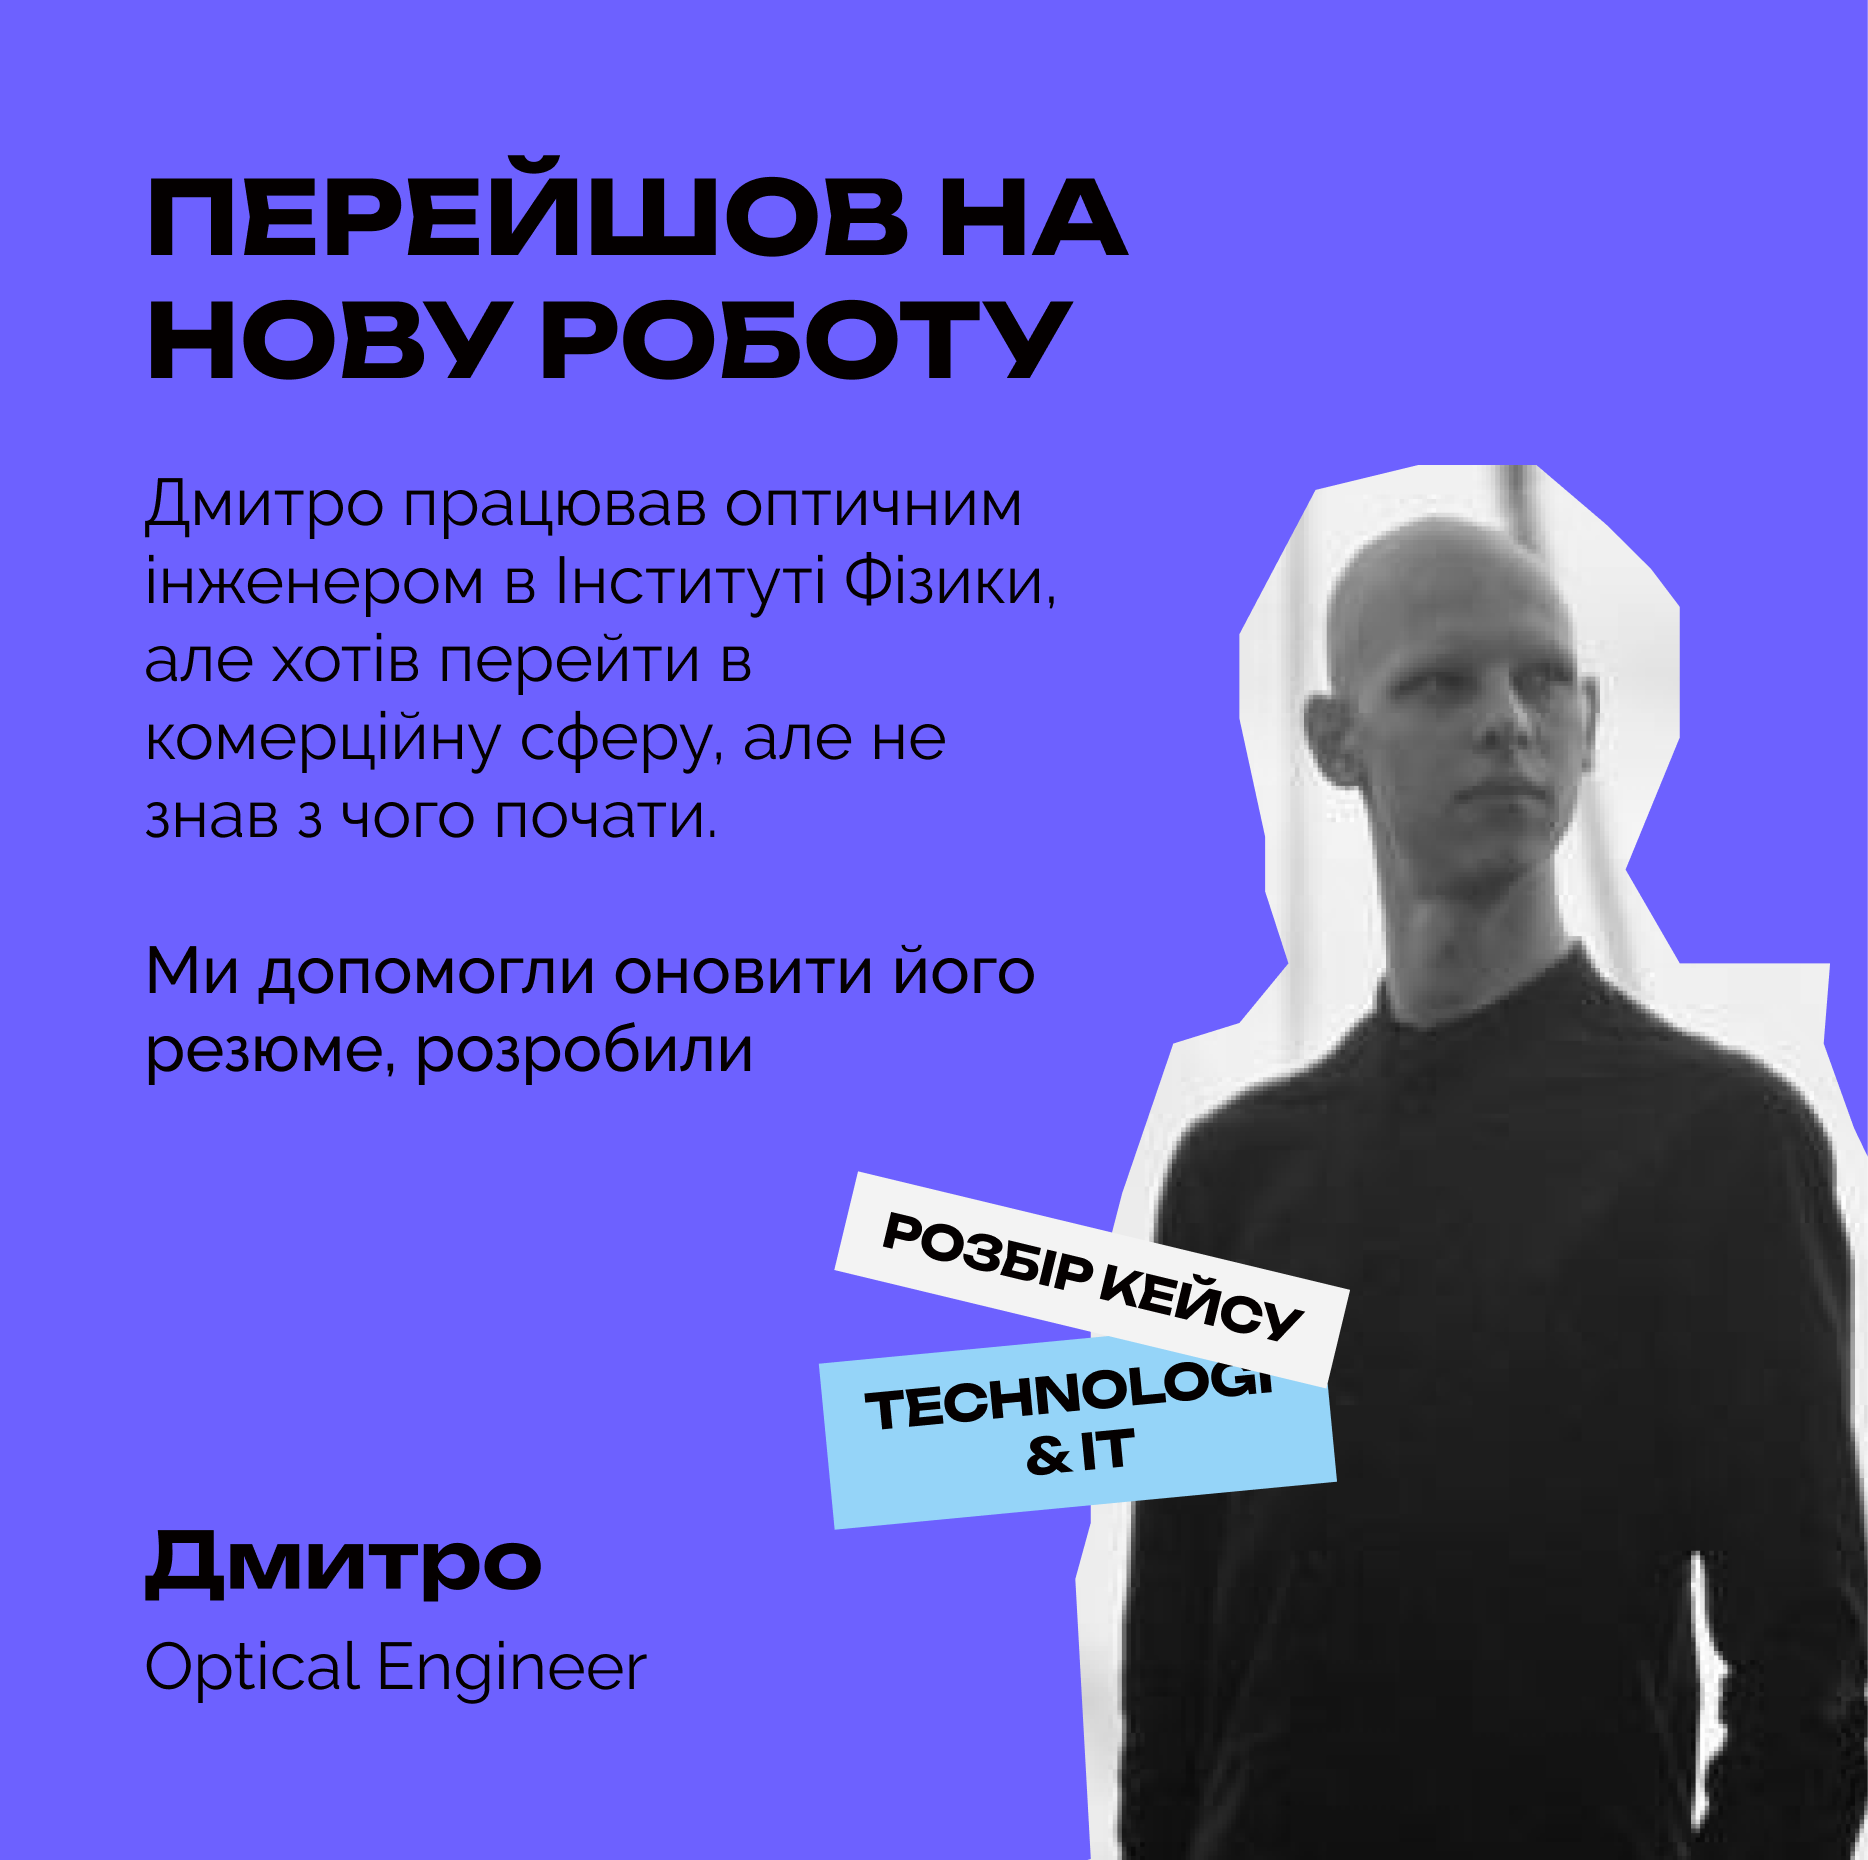 ПЕРЕЙШОВ НА
НОВУ РОБОТУ
Дмитро працював оптичним
інженером в Інституті Фізики,
але хотів перейти в
комерційну сферу, але не
знав з чого почати.
Ми допомогли оновити його
резюме, розробили
РОЗБІР КЕЙСУ
TECHNOLOGI
& IT
Дмитро
Optical Engineer